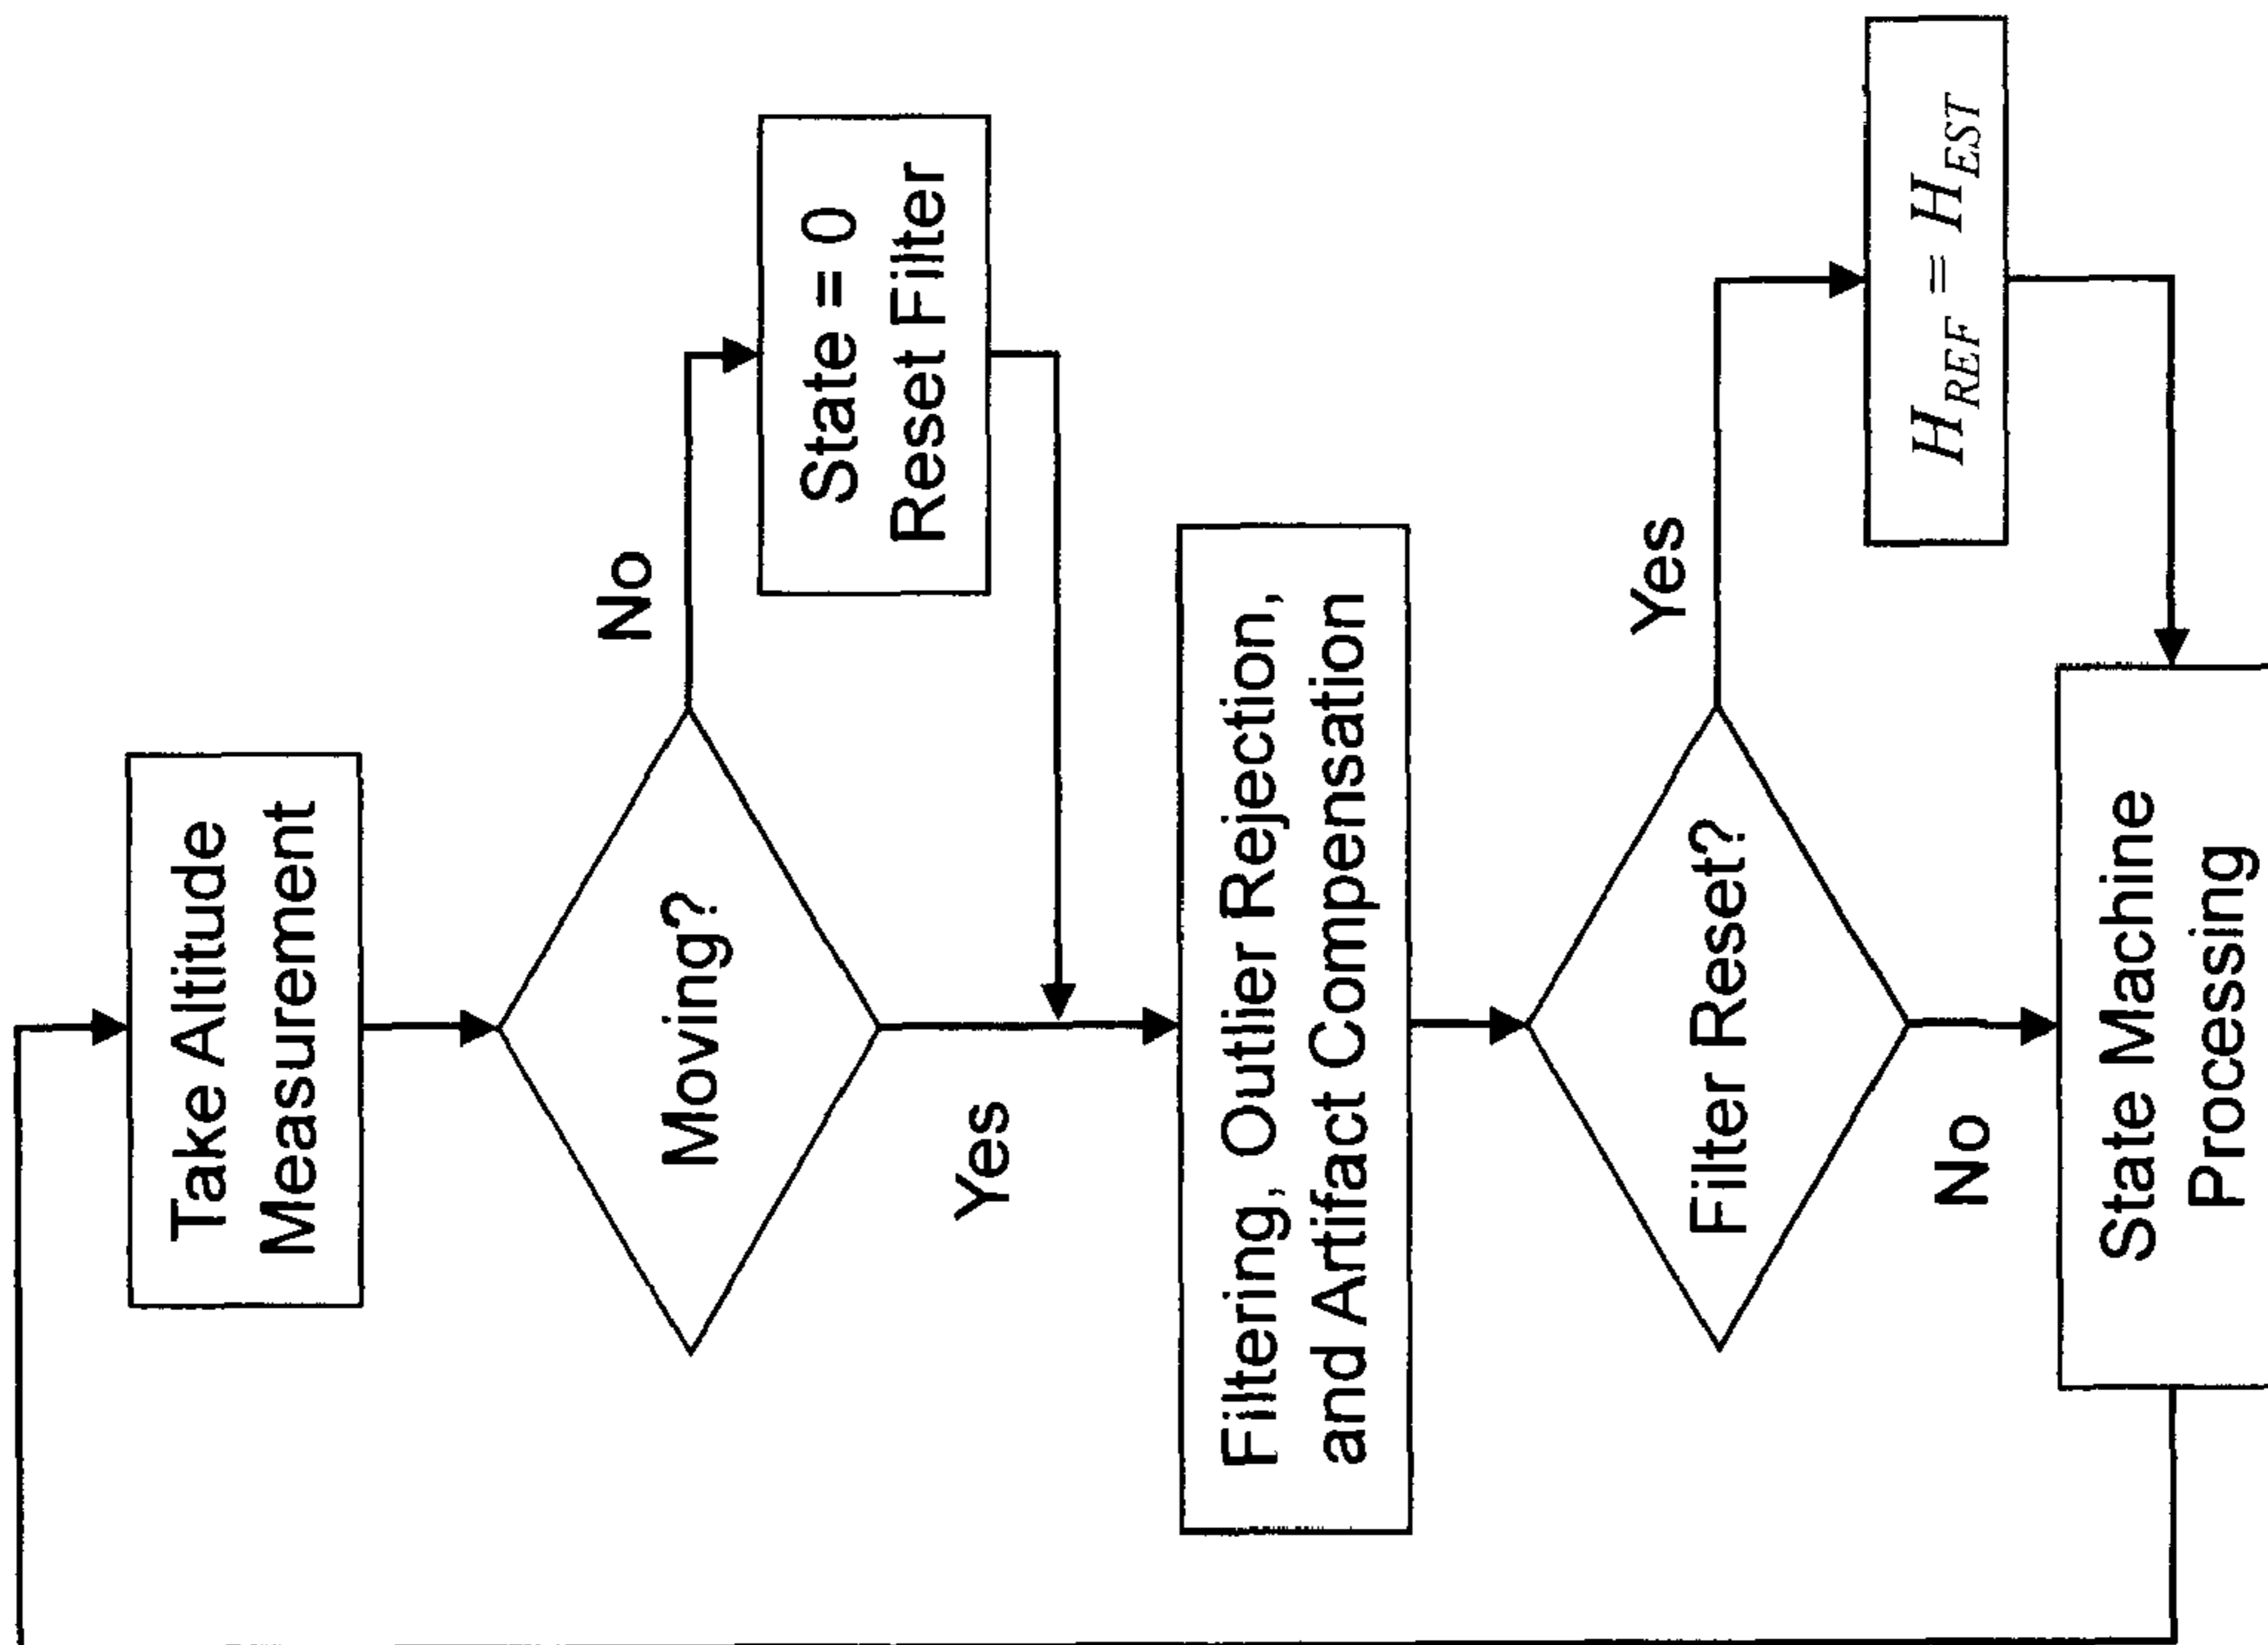 Take Altitude
Measurement
Moving?
No
State = 0
Reset Filter
Yes
Filtering, Outlier Rejection,
and Artifact Compensation
Filter Reset?
Yes
H_REF = H_EST
No
State Machine
Processing